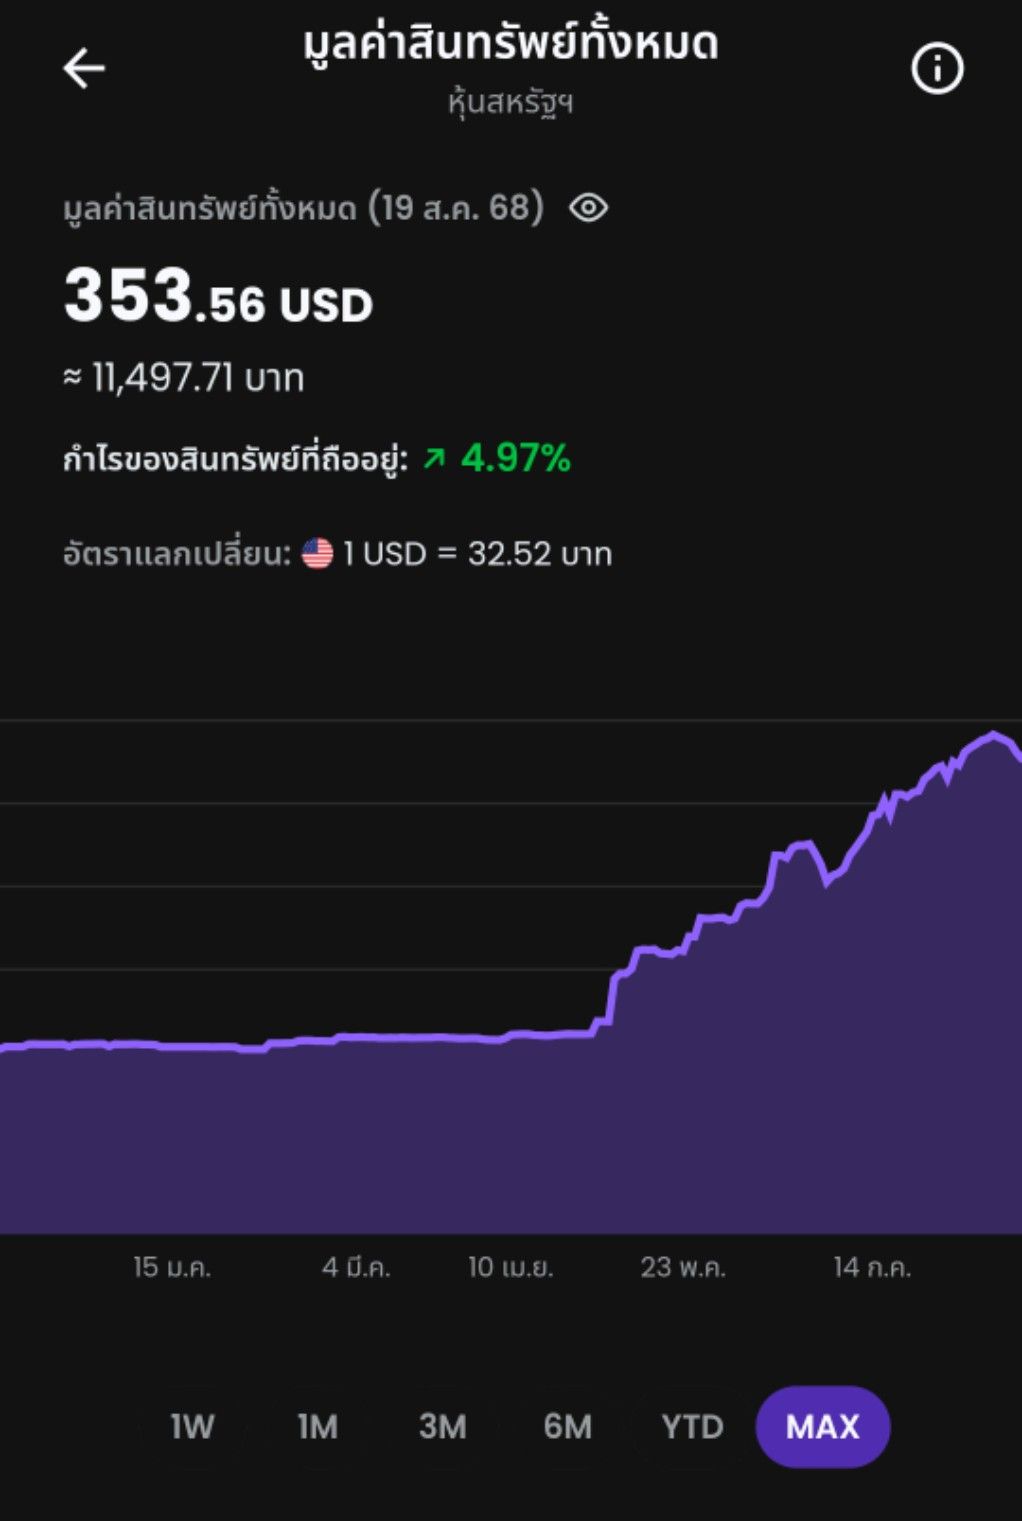 มูลค่าสินทรัพย์ทั้งหมด
หุ้นสหรัฐฯ
มูลค่าสินทรัพย์ทั้งหมด (19 ส.ค. 68)
353.56 USD
≈ 11,497.71 บาท
กำไรของสินทรัพย์ที่ถืออยู่: ↗ 4.97%
อัตราแลกเปลี่ยน: 1 USD = 32.52 บาท
15 ม.ค. 4 มี.ค. 10 เม.ย. 23 พ.ค. 14 ก.ค.
1W 1M 3M 6M YTD MAX